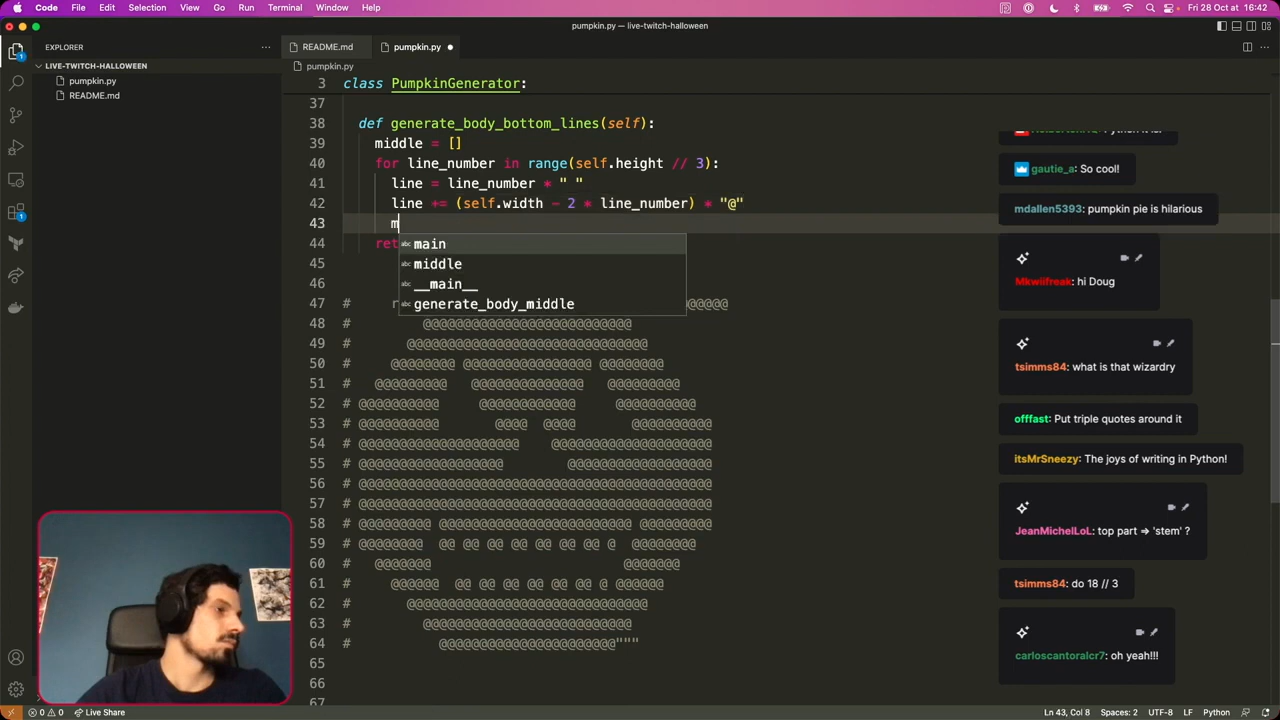 Code File Edit Selection View Go Run Terminal Window Help Fri 28 Oct at 16:42
pumpkin.py — live-twitch-halloween
EXPLORER
README.md
pumpkin.py
LIVE-TWITCH-HALLOWEEN
pumpkin.py
README.md
pumpkin.py
3 class PumpkinGenerator:
37
38 def generate_body_bottom_lines(self):
39 middle = []
40 for line_number in range(self.height // 3):
41 line = line_number * " "
42 line += (self.width - 2 * line_number) * "@"
43 m
44 ret
45
46
47 # r @@@@@
48 # @@@@@@@@@@@@@@@@@@@@@@@@@@
49 # @@@@@@@@@@@@@@@@@@@@@@@@@@@@@@
50 # @@@@@@@@ @@@@@@@@@@@@@@@@ @@@@@@@@
51 # @@@@@@@@@ @@@@@@@@@@@@@@ @@@@@@@@@
52 # @@@@@@@@@@ @@@@@@@@@@@@ @@@@@@@@@@
53 # @@@@@@@@@@ @@@@ @@@@ @@@@@@@@@@
54 # @@@@@@@@@@@@@@@@@@@@ @@@@@@@@@@@@@@@@@@@@
55 # @@@@@@@@@@@@@@@@@@ @@@@@@@@@@@@@@@@@@
56 # @@@@@@@@@@@@@@@@@@@@@@@@@@@@@@@@@@@@@@@@@@@@
57 # @@@@@@@@@@@@@@@@@@@@@@@@@@@@@@@@@@@@@@@@@@@@
58 # @@@@@@@@@ @@@@@@@@@@@@@@@@@@@@@@@@ @@@@@@@@@
59 # @@@@@@@@ @@ @@ @@ @@ @@ @@ @@ @ @@@@@@@@
60 # @@@@@@@ @@@@@@@
61 # @@@@@@ @@ @@ @@ @@ @@ @@ @ @@@@@@
62 # @@@@@@@@@@@@@@@@@@@@@@@@@@@@@@
63 # @@@@@@@@@@@@@@@@@@@@@@@@@@
64 # @@@@@@@@@@@@@@@@@@@@@@"""
65
66
67
main
middle
__main__
generate_body_middle
gautie_a: So cool!
mdallen5393: pumpkin pie is hilarious
Mkwiifreak: hi Doug
tsimms84: what is that wizardry
offfast: Put triple quotes around it
itsMrSneezy: The joys of writing in Python!
JeanMichelLoL: top part => 'stem' ?
tsimms84: do 18 // 3
carloscantoralcr7: oh yeah!!!
0 0 Live Share
Ln 43, Col 8 Spaces: 2 UTF-8 LF Python